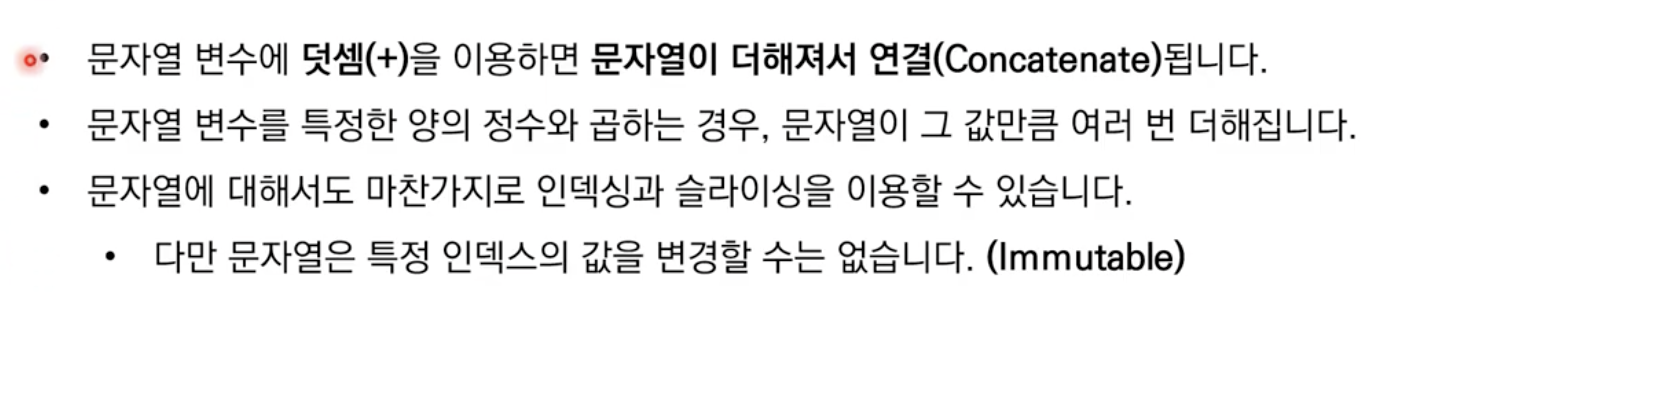 • 문자열 변수에 덧셈(+)을 이용하면 문자열이 더해져서 연결(Concatenate)됩니다.
• 문자열 변수를 특정한 양의 정수와 곱하는 경우, 문자열이 그 값만큼 여러 번 더해집니다.
• 문자열에 대해서도 마찬가지로 인덱싱과 슬라이싱을 이용할 수 있습니다.
• 다만 문자열은 특정 인덱스의 값을 변경할 수는 없습니다. (Immutable)